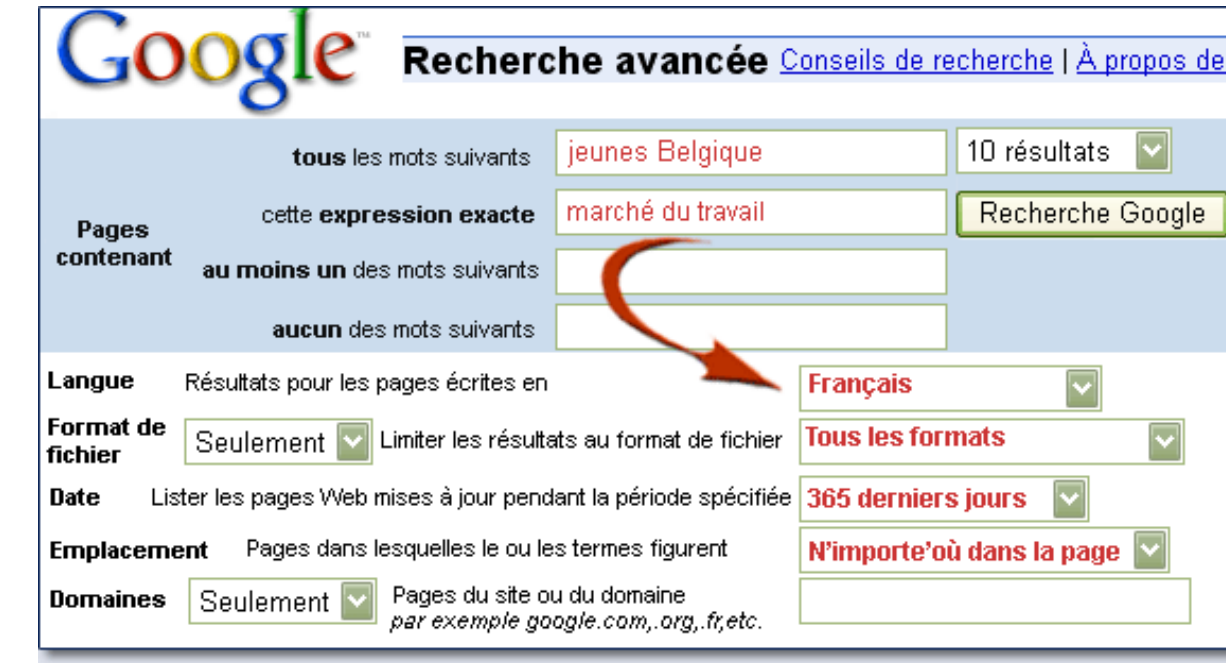 Google™ Recherche avancée Conseils de recherche | À propos de
tous les mots suivants jeunes Belgique 10 résultats
Pages contenant
cette expression exacte marché du travail Recherche Google
au moins un des mots suivants
aucun des mots suivants
Langue Résultats pour les pages écrites en Français
Format de fichier Seulement Limiter les résultats au format de fichier Tous les formats
Date Lister les pages Web mises à jour pendant la période spécifiée 365 derniers jours
Emplacement Pages dans lesquelles le ou les termes figurent N'importe'où dans la page
Domaines Seulement Pages du site ou du domaine
par exemple google.com,.org,.fr,etc.